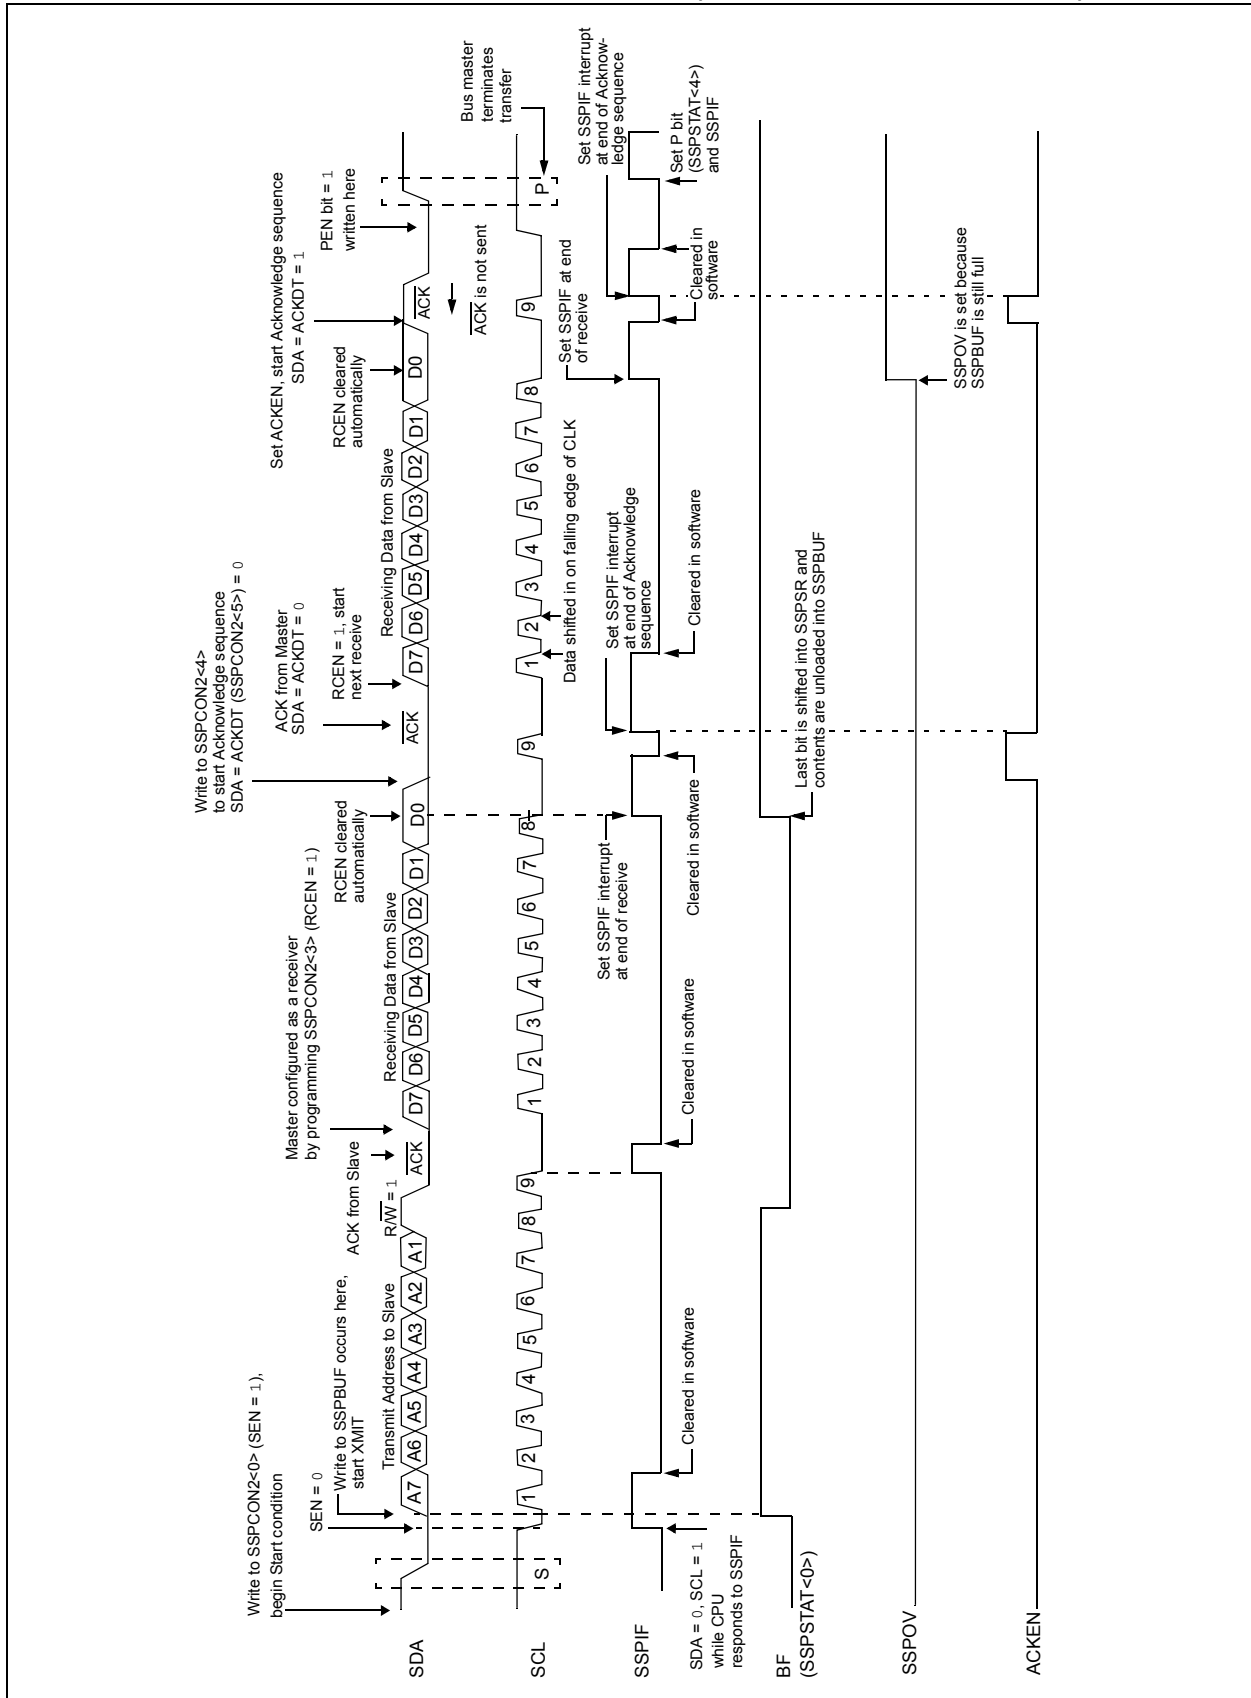 Write to SSPCON2<0> (SEN = 1),
begin Start condition
SEN = 0
Write to SSPBUF occurs here,
start XMIT
Transmit Address to Slave
ACK from Slave
R/W = 1
Master configured as a receiver
by programming SSPCON2<3> (RCEN = 1)
Receiving Data from Slave
RCEN cleared
automatically
Write to SSPCON2<4>
to start Acknowledge sequence
SDA = ACKDT (SSPCON2<5>) = 0
ACK from Master
SDA = ACKDT = 0
RCEN = 1, start
next receive
Receiving Data from Slave
RCEN cleared
automatically
Set ACKEN, start Acknowledge sequence
SDA = ACKDT = 1
PEN bit = 1
written here
SDA
A7 A6 A5 A4 A3 A2 A1
ACK
D7 D6 D5 D4 D3 D2 D1 D0
ACK
D7 D6 D5 D4 D3 D2 D1 D0
ACK
ACK is not sent
Bus master
terminates
transfer
SCL
S
1 2 3 4 5 6 7 8 9
1 2 3 4 5 6 7 8 9
1 2 3 4 5 6 7 8 9
P
Data shifted in on falling edge of CLK
Set SSPIF interrupt
at end of receive
Set SSPIF interrupt
at end of Acknowledge
sequence
Set SSPIF at end
of receive
Set SSPIF interrupt
at end of Acknow-
ledge sequence
SSPIF
SDA = 0, SCL = 1
while CPU
responds to SSPIF
Cleared in software
Cleared in software
Cleared in software
Cleared in software
Cleared in
software
Set P bit
(SSPSTAT<4>)
and SSPIF
BF
(SSPSTAT<0>)
Last bit is shifted into SSPSR and
contents are unloaded into SSPBUF
SSPOV
SSPOV is set because
SSPBUF is still full
ACKEN